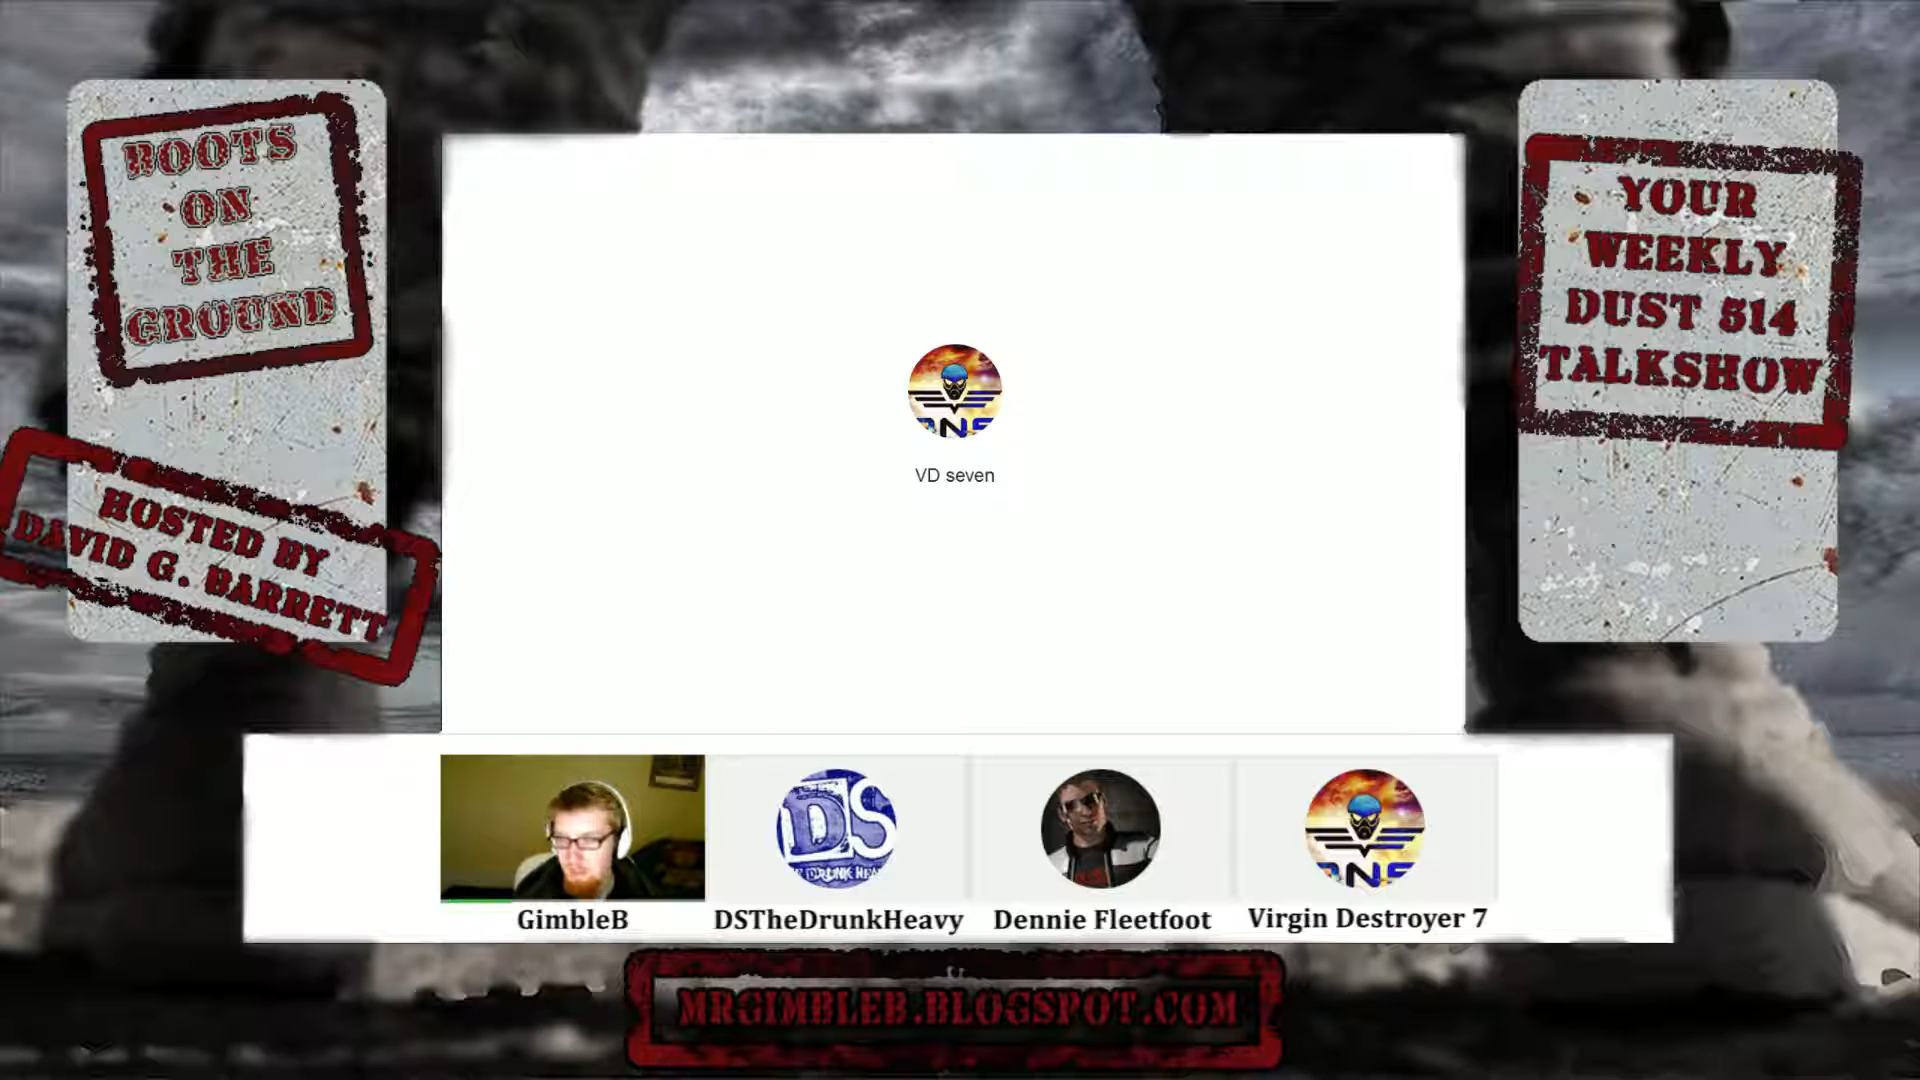 BOOTS
ON
THE
GROUND
HOSTED BY
DAVID G. BARRETT
YOUR
WEEKLY
DUST 514
TALKSHOW
VD seven
DS
GimbleB
DSTheDrunkHeavy
Dennie Fleetfoot
Virgin Destroyer 7
MRGIMBLEB.BLOGSPOT.COM